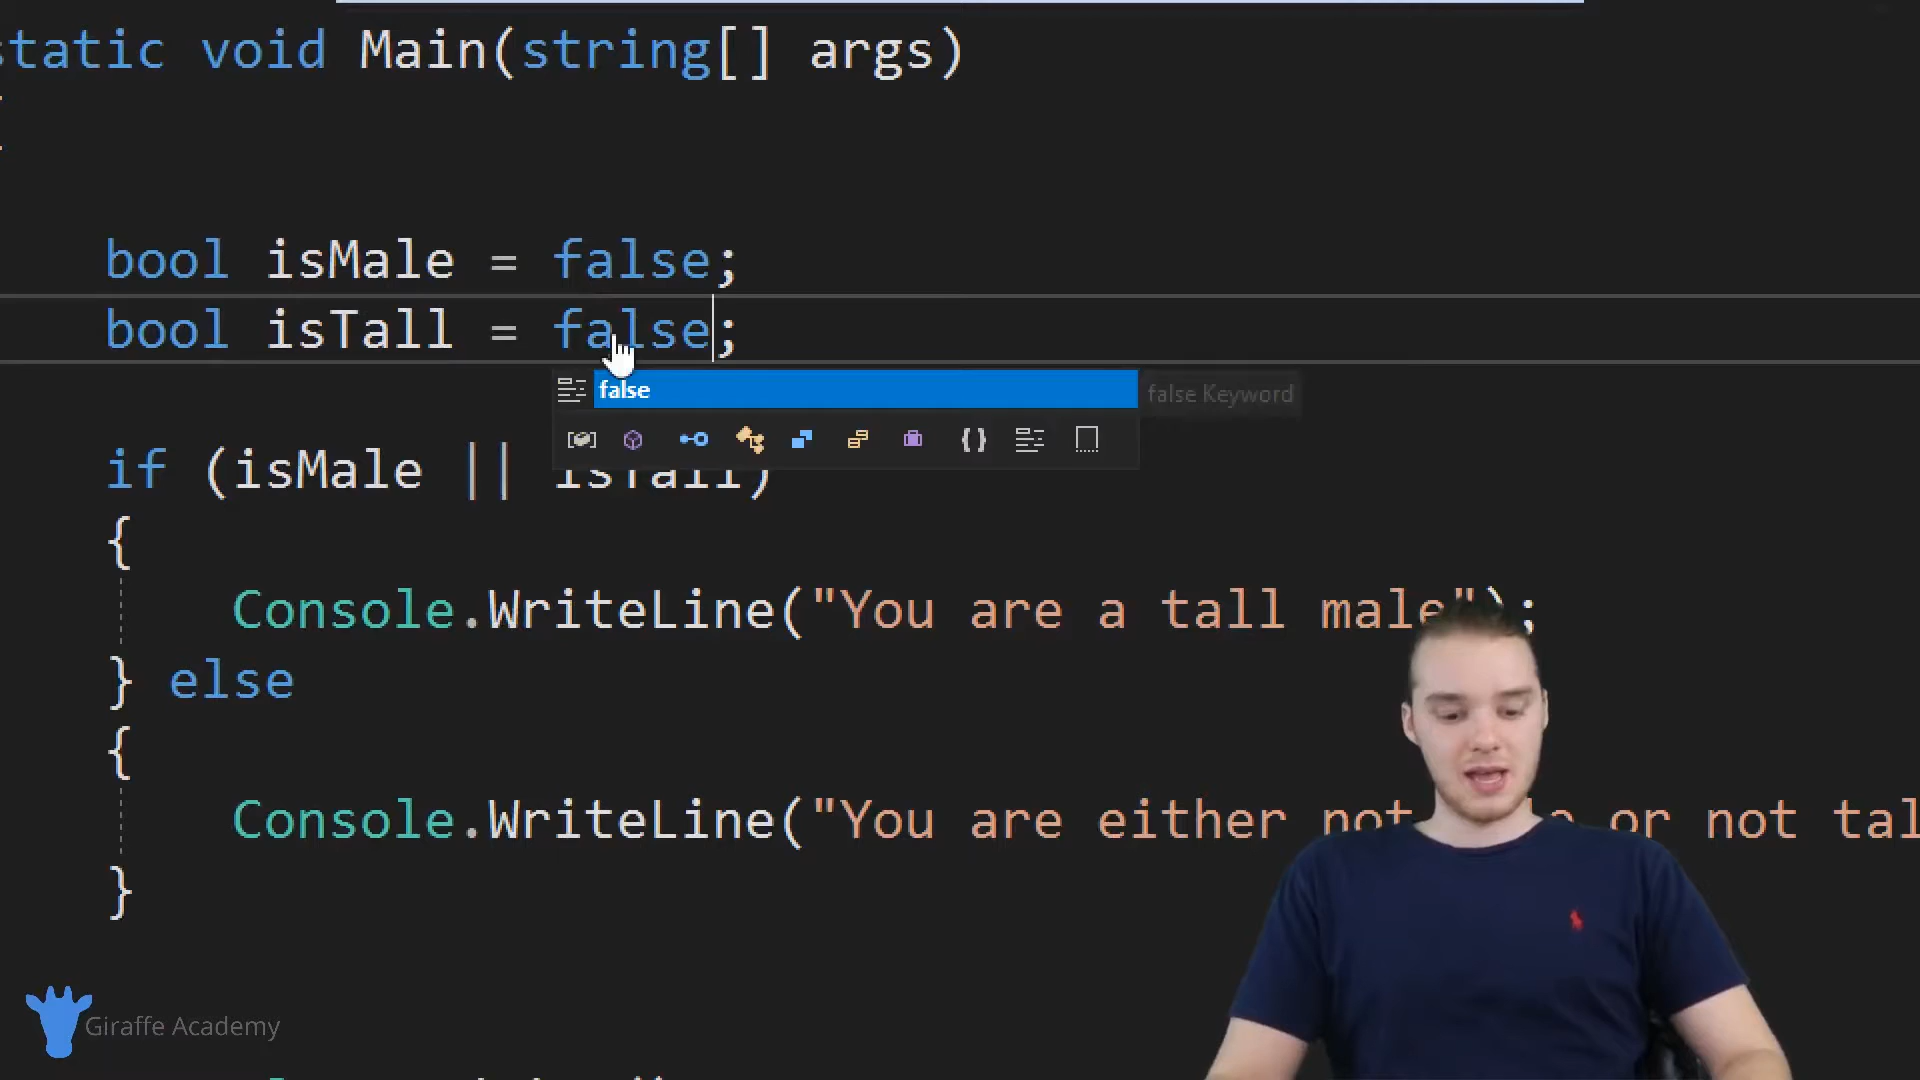 static void Main(string[] args)
bool isMale = false;
bool isTall = false;
false
false Keyword
if (isMale || isTall)
{
Console.WriteLine("You are a tall male");
} else
{
Console.WriteLine("You are either not or not tal
}
Giraffe Academy